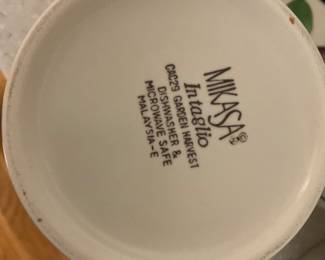 MIKASA
Intaglio
CAC29 GARDEN HARVEST
DISHWASHER &
MICROWAVE SAFE
MALAYSIA-E